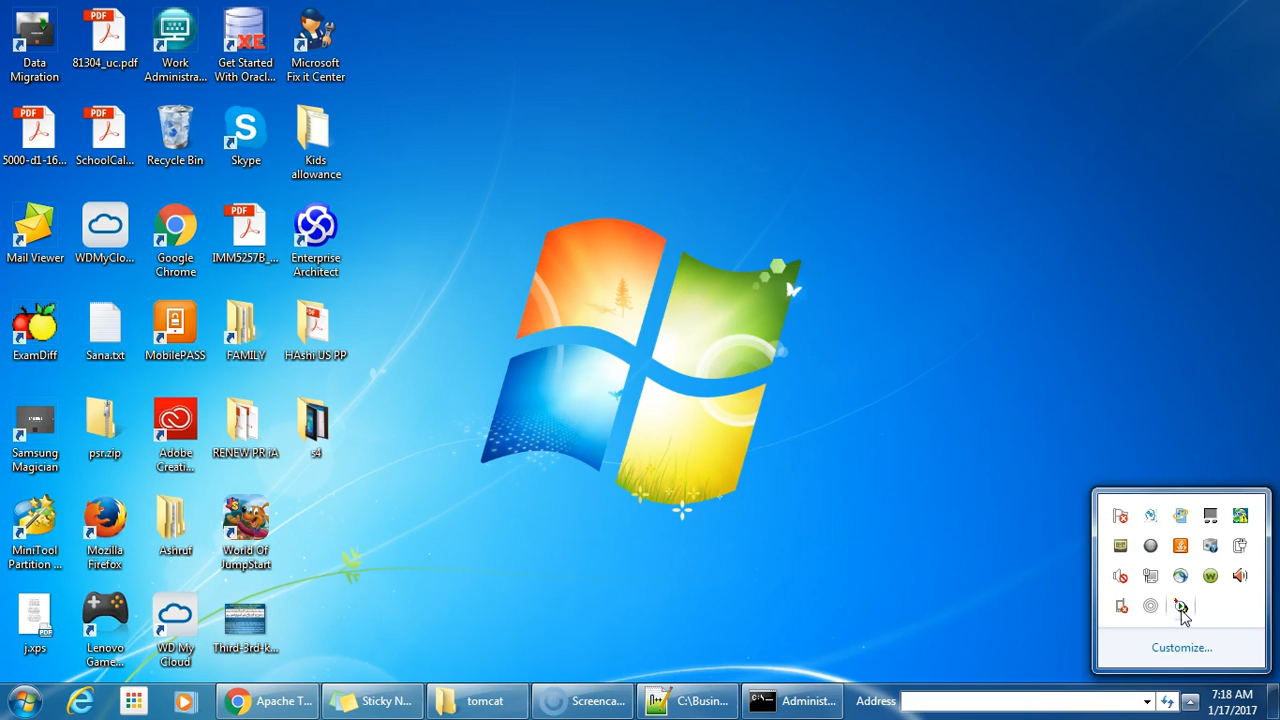 Data
Migration
81304_uc.pdf
Work
Administra...
Get Started
With Oracl...
Microsoft
Fix it Center
5000-d1-16...
SchoolCal...
Recycle Bin
Skype
Kids
allowance
Mail Viewer
WDMyClo...
Google
Chrome
IMM5257B_...
Enterprise
Architect
ExamDiff
Sana.txt
MobilePASS
FAMILY
HAshi US PP
Samsung
Magician
psr.zip
Adobe
Creati...
RENEW PR iA
s4
MiniTool
Partition ...
Mozilla
Firefox
Ashruf
World Of
JumpStart
j.xps
Lenovo
Game...
WD My
Cloud
Third-3rd-k...
Customize...
Apache T...
Sticky N...
tomcat
Screenca...
C:\Busin...
Administ...
Address
7:18 AM
1/17/2017